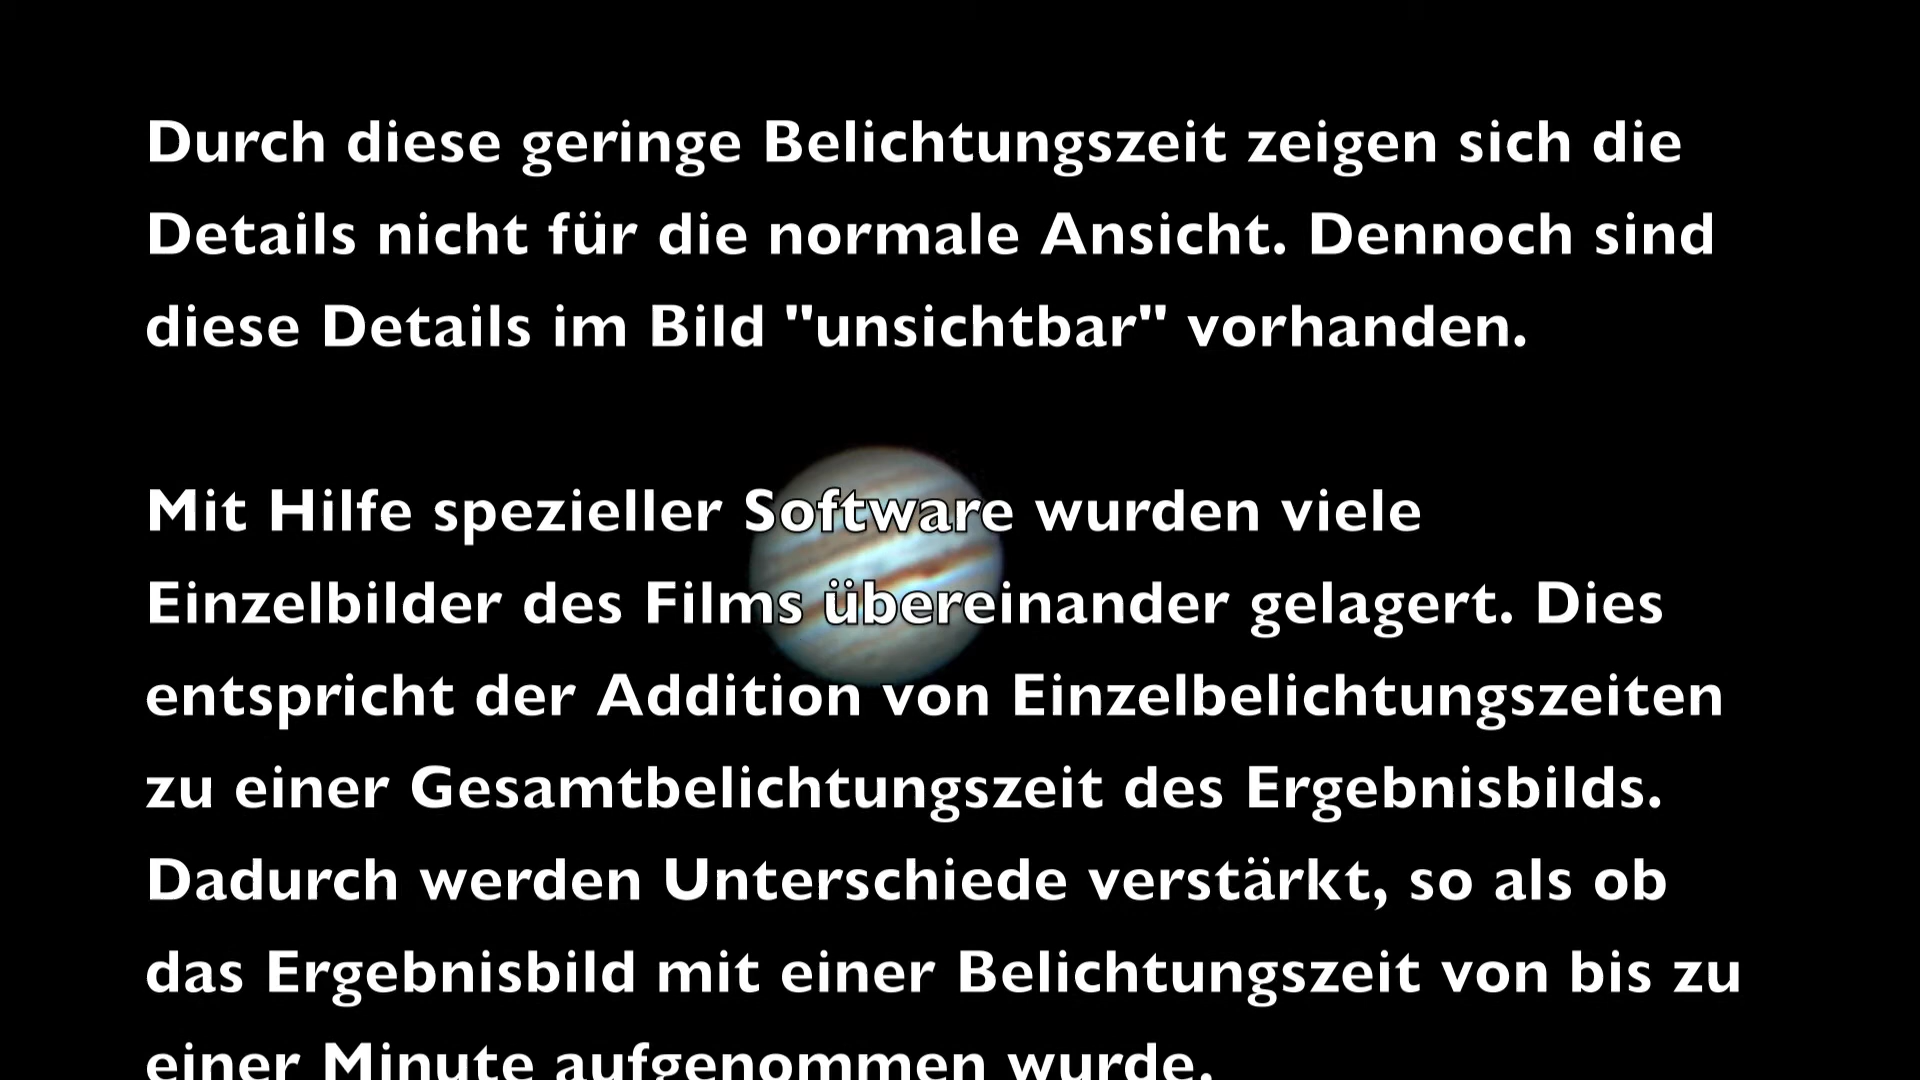 Durch diese geringe Belichtungszeit zeigen sich die
Details nicht für die normale Ansicht. Dennoch sind
diese Details im Bild "unsichtbar" vorhanden.
Mit Hilfe spezieller Software wurden viele
Einzelbilder des Films übereinander gelagert. Dies
entspricht der Addition von Einzelbelichtungszeiten
zu einer Gesamtbelichtungszeit des Ergebnisbilds.
Dadurch werden Unterschiede verstärkt, so als ob
das Ergebnisbild mit einer Belichtungszeit von bis zu
einer Minute aufgenommen wurde.